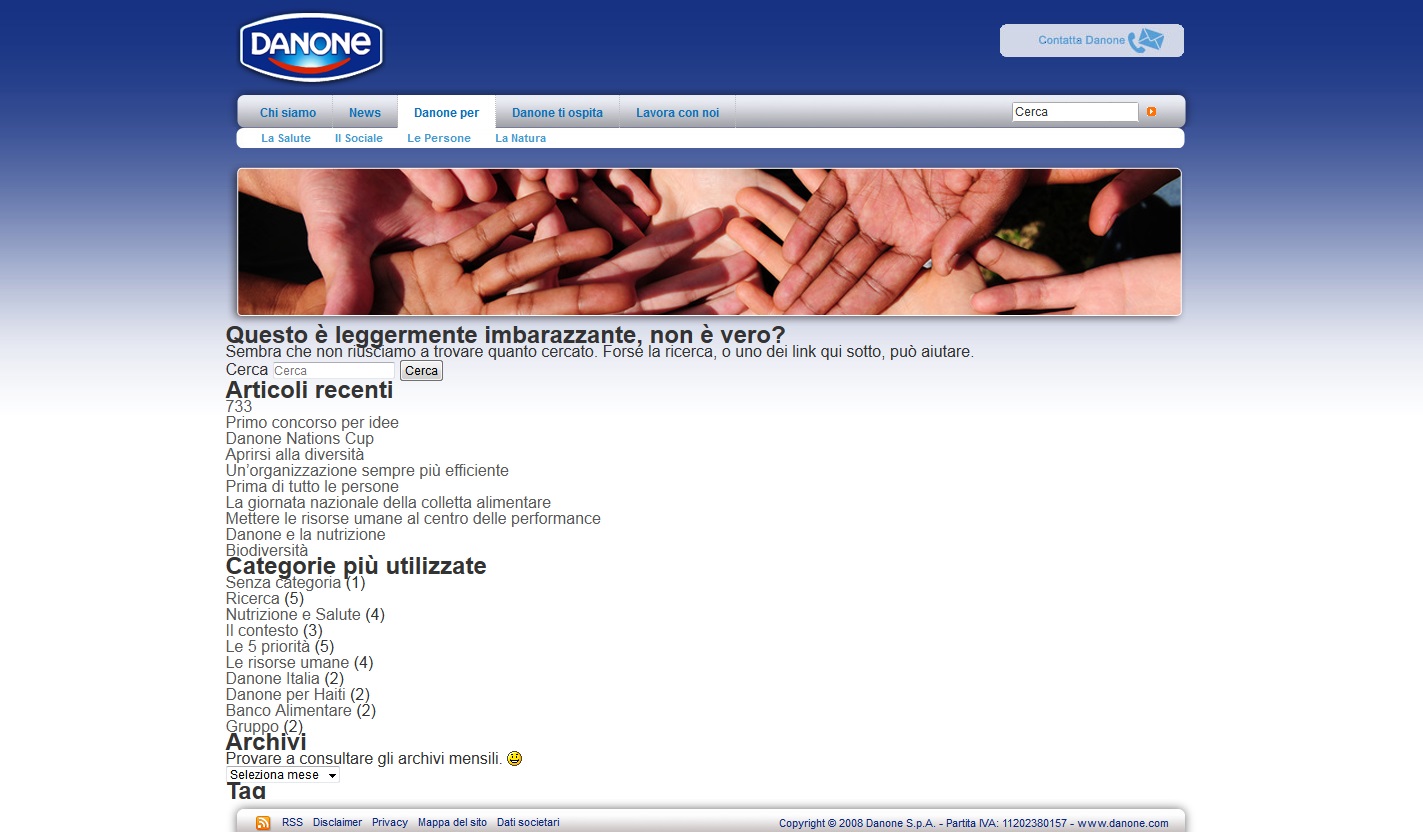 DANONE
Contatta Danone
Chi siamo News Danone per Danone ti ospita Lavora con noi Cerca
La Salute Il Sociale Le Persone La Natura
Questo è leggermente imbarazzante, non è vero?
Sembra che non riusciamo a trovare quanto cercato. Forse la ricerca, o uno dei link qui sotto, può aiutare.
Cerca Cerca Cerca
Articoli recenti
733
Primo concorso per idee
Danone Nations Cup
Aprirsi alla diversità
Un’organizzazione sempre più efficiente
Prima di tutto le persone
La giornata nazionale della colletta alimentare
Mettere le risorse umane al centro delle performance
Danone e la nutrizione
Biodiversità
Categorie più utilizzate
Senza categoria (1)
Ricerca (5)
Nutrizione e Salute (4)
Il contesto (3)
Le 5 priorità (5)
Le risorse umane (4)
Danone Italia (2)
Danone per Haiti (2)
Banco Alimentare (2)
Gruppo (2)
Archivi
Provare a consultare gli archivi mensili.
Seleziona mese
Tag
RSS Disclaimer Privacy Mappa del sito Dati societari Copyright © 2008 Danone S.p.A. - Partita IVA: 11202380157 - www.danone.com